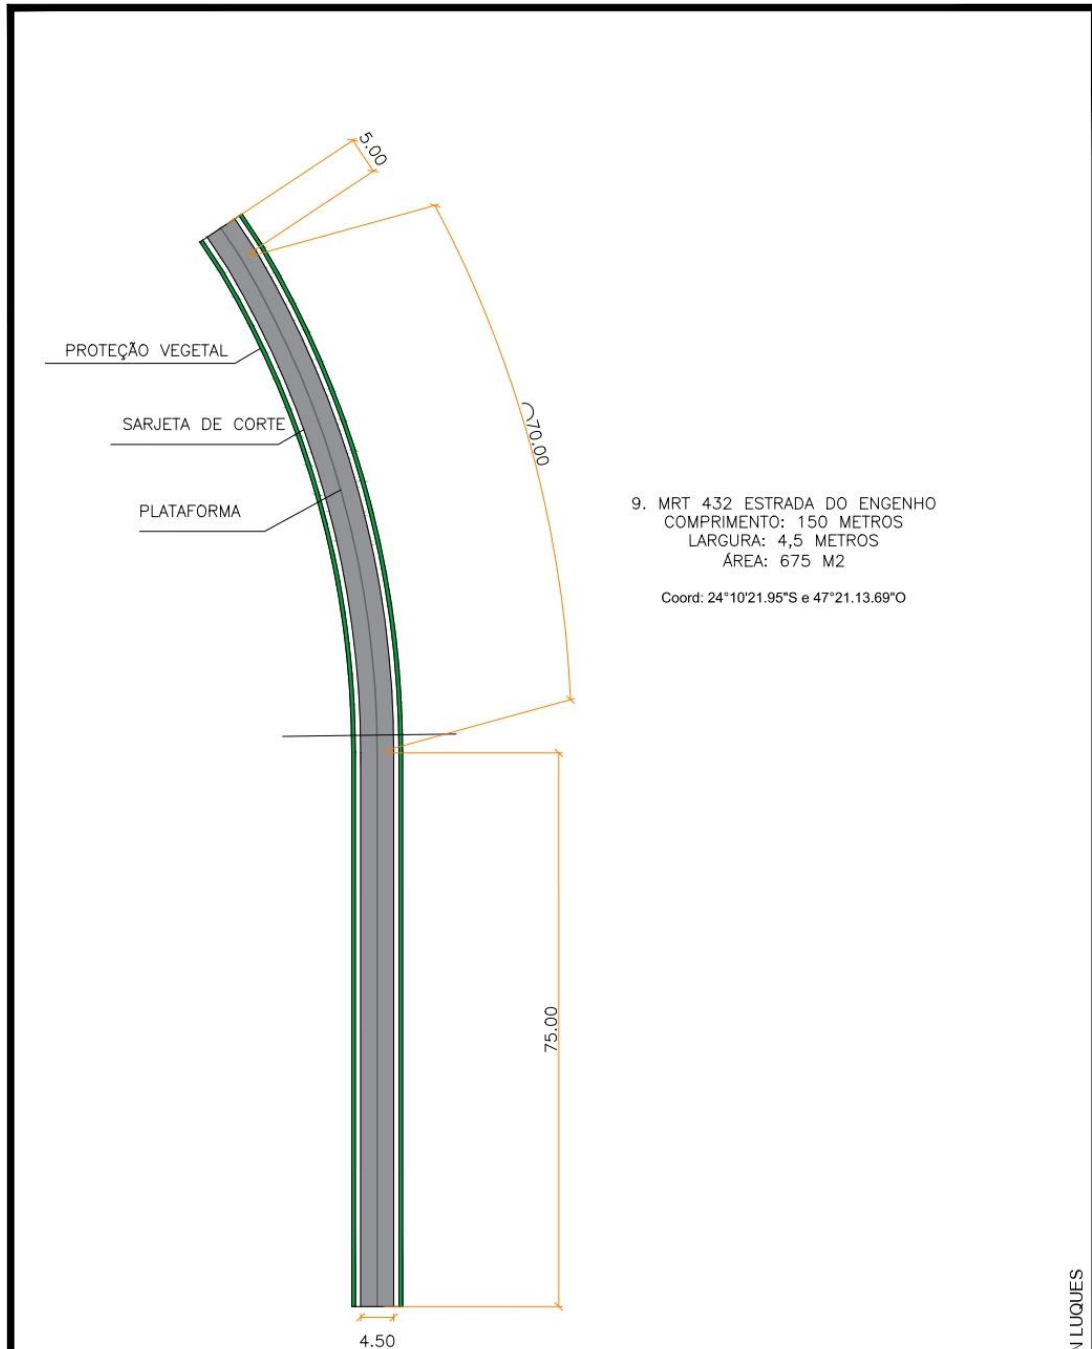 5.00
PROTEÇÃO VEGETAL
SARJETA DE CORTE
PLATAFORMA
70.00
9. MRT 432 ESTRADA DO ENGENHO
COMPRIMENTO: 150 METROS
LARGURA: 4,5 METROS
ÁREA: 675 M2
Coord: 24°10'21.95"S e 47°21.13.69"O
75.00
4.50
N LUQUES